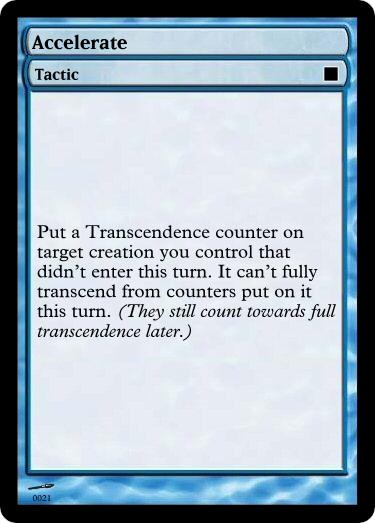 Accelerate
Tactic
Put a Transcendence counter on
target creation you control that
didn't enter this turn. It can't fully
transcend from counters put on it
this turn. (They still count towards full
transcendence later.)
0021